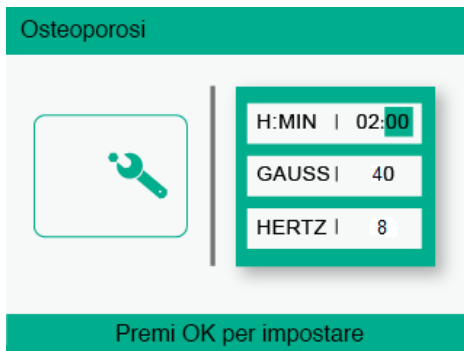 Osteoporosi
H:MIN | 02:00
GAUSS | 40
HERTZ | 8
Premi OK per impostare